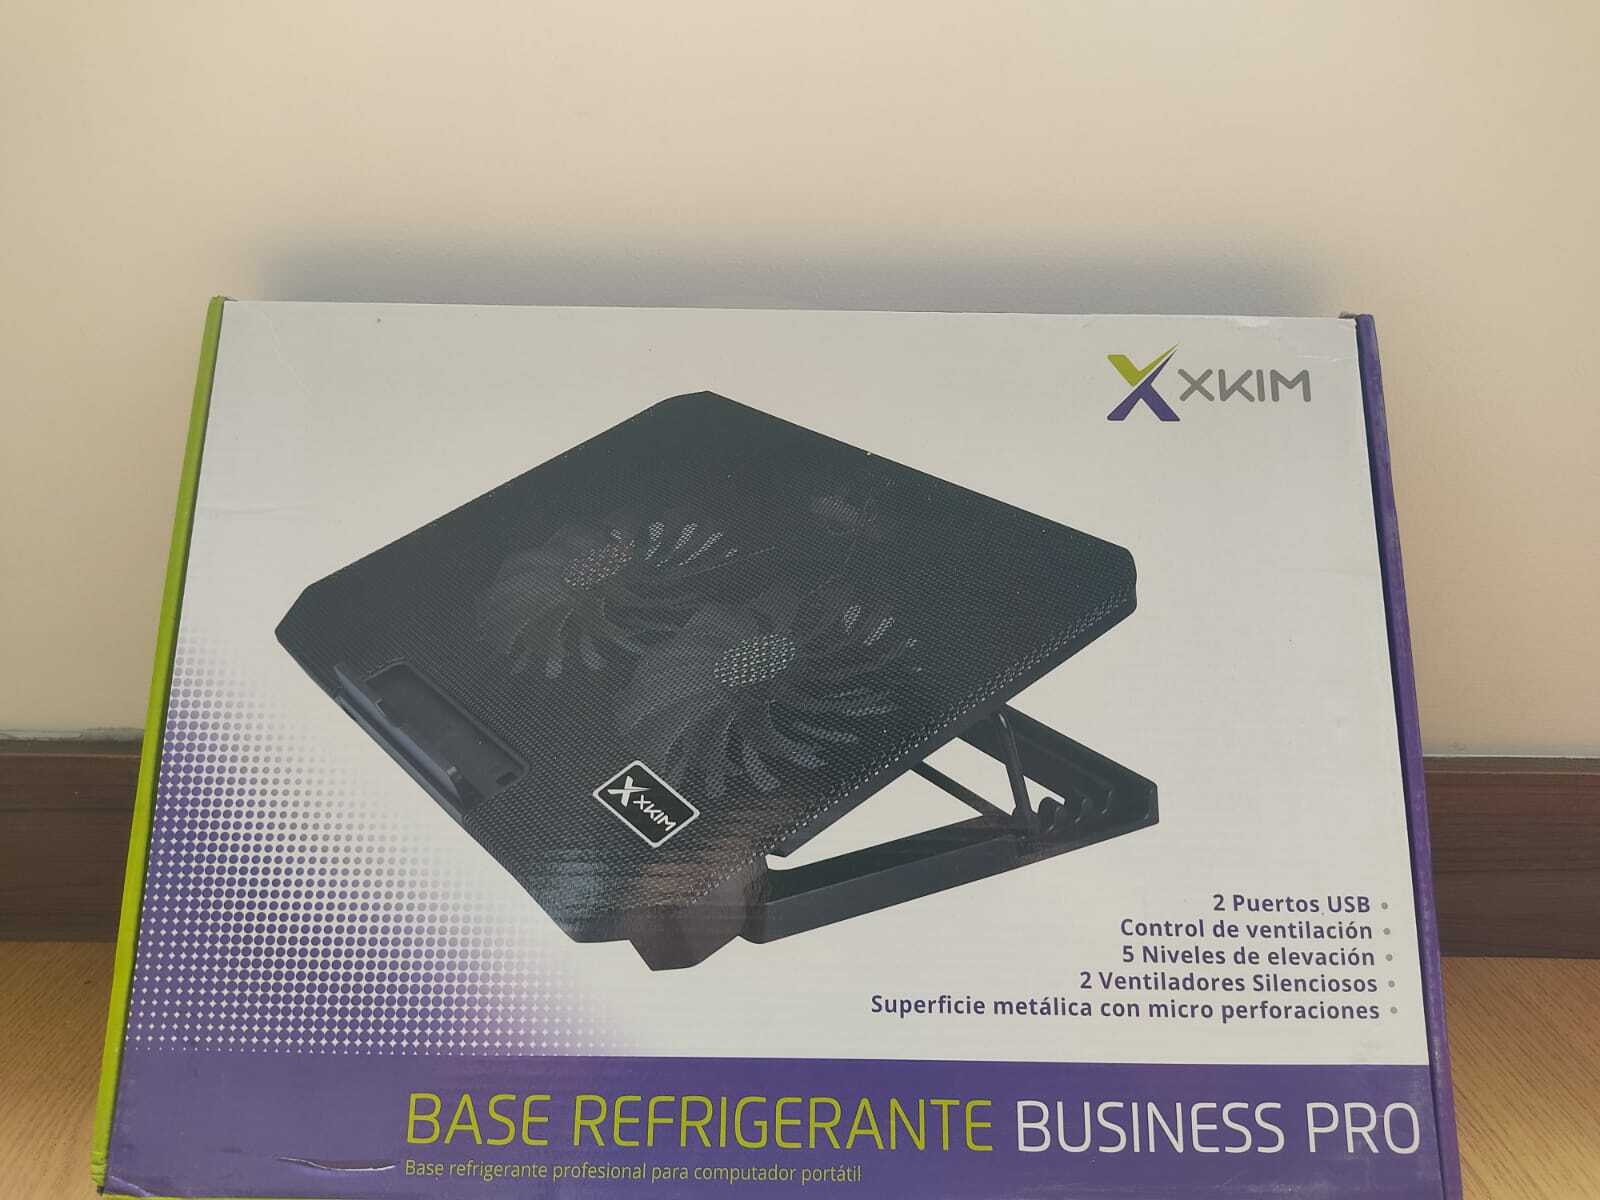 XKIM
XKIM
2 Puertos USB
Control de ventilación
5 Niveles de elevación
2 Ventiladores Silenciosos
Superficie metálica con micro perforaciones
BASE REFRIGERANTE BUSINESS PRO
Base refrigerante profesional para computador portátil